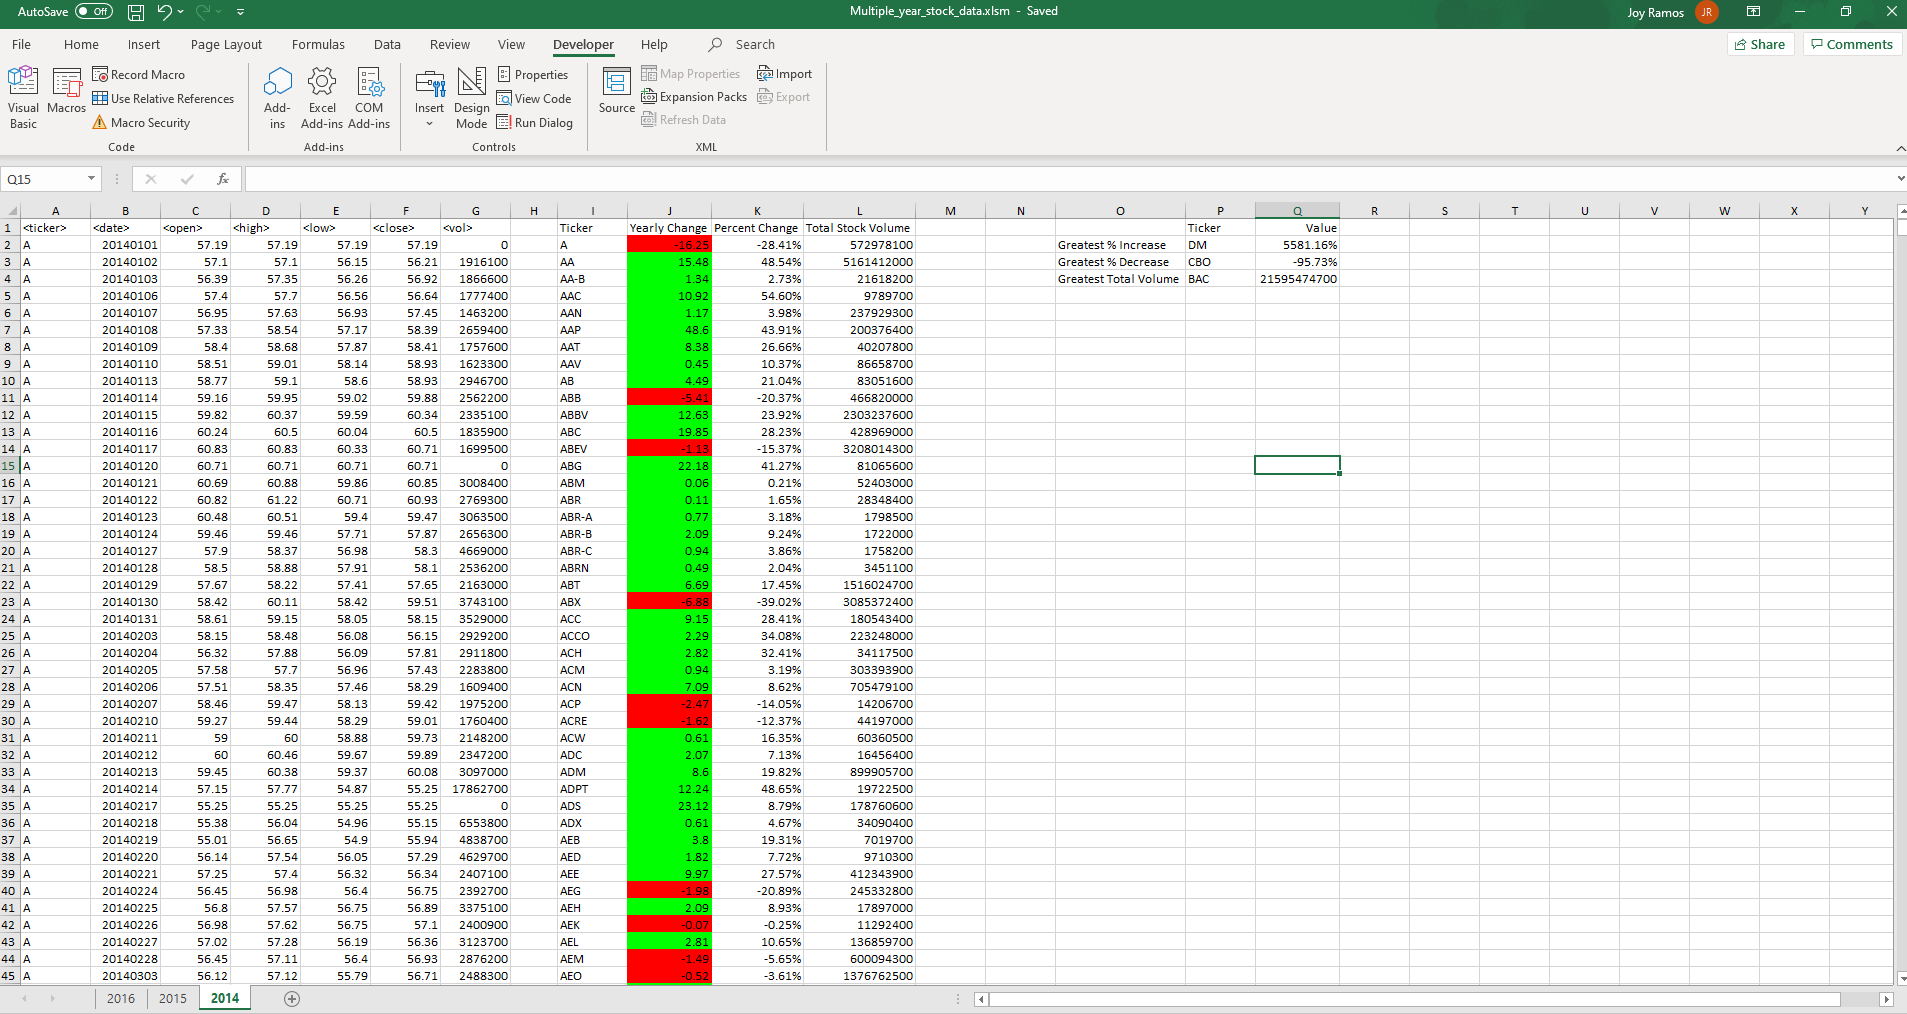 AutoSave Off Multiple_year_stock_data.xlsm - Saved Joy Ramos JR
File Home Insert Page Layout Formulas Data Review View Developer Help Search Share Comments
Visual Basic
Macros
Record Macro
Use Relative References
Macro Security
Code
Add-ins
Excel Add-ins
COM Add-ins
Add-ins
Insert
Design Mode
Properties
View Code
Run Dialog
Controls
Source
Map Properties
Expansion Packs
Refresh Data
Import
Export
XML
Q15 fx
A B C D E F G H I J K L M N O P Q R S T U V W X Y
1 <ticker> <date> <open> <high> <low> <close> <vol> Ticker Yearly Change Percent Change Total Stock Volume Ticker Value
2 A 20140101 57.19 57.19 57.19 57.19 0 A -16.25 -28.41% 572978100 Greatest % Increase DM 5581.16%
3 A 20140102 57.1 57.1 56.15 56.21 1916100 AA 15.48 48.54% 5161412000 Greatest % Decrease CBO -95.73%
4 A 20140103 56.39 57.35 56.26 56.92 1866600 AA-B 1.34 2.73% 21618200 Greatest Total Volume BAC 21595474700
5 A 20140106 57.4 57.7 56.56 56.64 1777400 AAC 10.92 54.60% 9789700
6 A 20140107 56.95 57.63 56.93 57.45 1463200 AAN 1.17 3.98% 237929300
7 A 20140108 57.33 58.54 57.17 58.39 2659400 AAP 48.6 43.91% 200376400
8 A 20140109 58.4 58.68 57.87 58.41 1757600 AAT 8.38 26.66% 40207800
9 A 20140110 58.51 59.01 58.14 58.93 1623300 AAV 0.45 10.37% 86658700
10 A 20140113 58.77 59.1 58.6 58.93 2946700 AB 4.49 21.04% 83051600
11 A 20140114 59.16 59.95 59.02 59.88 2562200 ABB -5.41 -20.37% 466820000
12 A 20140115 59.82 60.37 59.59 60.34 2335100 ABBV 12.63 23.92% 2303237600
13 A 20140116 60.24 60.5 60.04 60.5 1835900 ABC 19.85 28.23% 428969000
14 A 20140117 60.83 60.83 60.33 60.71 1699500 ABEV -1.13 -15.37% 3208014300
15 A 20140120 60.71 60.71 60.71 60.71 0 ABG 22.18 41.27% 81065600
16 A 20140121 60.69 60.88 59.86 60.85 3008400 ABM 0.06 0.21% 52403000
17 A 20140122 60.82 61.22 60.71 60.93 2769300 ABR 0.11 1.65% 28348400
18 A 20140123 60.48 60.51 59.4 59.47 3063500 ABR-A 0.77 3.18% 1798500
19 A 20140124 59.46 59.46 57.71 57.87 2656300 ABR-B 2.09 9.24% 1722000
20 A 20140127 57.9 58.37 56.98 58.3 4669000 ABR-C 0.94 3.86% 1758200
21 A 20140128 58.5 58.88 57.91 58.1 2536200 ABRN 0.49 2.04% 3451100
22 A 20140129 57.67 58.22 57.41 57.65 2163000 ABT 6.69 17.45% 1516024700
23 A 20140130 58.42 60.11 58.42 59.51 3743100 ABX -6.88 -39.02% 3085372400
24 A 20140131 58.61 59.15 58.05 58.15 3529000 ACC 9.15 28.41% 180543400
25 A 20140203 58.15 58.48 56.08 56.15 2929200 ACCO 2.29 34.08% 223248000
26 A 20140204 56.32 57.88 56.09 57.81 2911800 ACH 2.82 32.41% 34117500
27 A 20140205 57.58 57.7 56.96 57.43 2283800 ACM 0.94 3.19% 303393900
28 A 20140206 57.51 58.35 57.46 58.29 1609400 ACN 7.09 8.62% 705479100
29 A 20140207 58.46 59.47 58.13 59.42 1975200 ACP -2.47 -14.05% 14206700
30 A 20140210 59.27 59.44 58.29 59.01 1760400 ACRE -1.62 -12.37% 44197000
31 A 20140211 59 60 58.88 59.73 2148200 ACW 0.61 16.35% 60360500
32 A 20140212 60 60.46 59.67 59.89 2347200 ADC 2.07 7.13% 16456400
33 A 20140213 59.45 60.38 59.37 60.08 3097000 ADM 8.6 19.82% 899905700
34 A 20140214 57.15 57.77 54.87 55.25 17862700 ADPT 12.24 48.65% 19722500
35 A 20140217 55.25 55.25 55.25 55.25 0 ADS 23.12 8.79% 178760600
36 A 20140218 55.38 56.04 54.96 55.15 6553800 ADX 0.61 4.67% 34090400
37 A 20140219 55.01 56.65 54.9 55.94 4838700 AEB 3.8 19.31% 7019700
38 A 20140220 56.14 57.54 56.05 57.29 4629700 AED 1.82 7.72% 9710300
39 A 20140221 57.25 57.4 56.32 56.34 2407100 AEE 9.97 27.57% 412343900
40 A 20140224 56.45 56.98 56.4 56.75 2392700 AEG -1.98 -20.89% 245332800
41 A 20140225 56.8 57.57 56.75 56.89 3375100 AEH 2.09 8.93% 17897000
42 A 20140226 56.98 57.62 56.75 57.1 2400900 AEK -0.07 -0.25% 11292400
43 A 20140227 57.02 57.28 56.19 56.36 3123700 AEL 2.81 10.65% 136859700
44 A 20140228 56.45 57.11 56.4 56.93 2876200 AEM -1.49 -5.65% 600094300
45 A 20140303 56.12 57.12 55.79 56.71 2488300 AEO -0.52 -3.61% 1376762500
2016 2015 2014